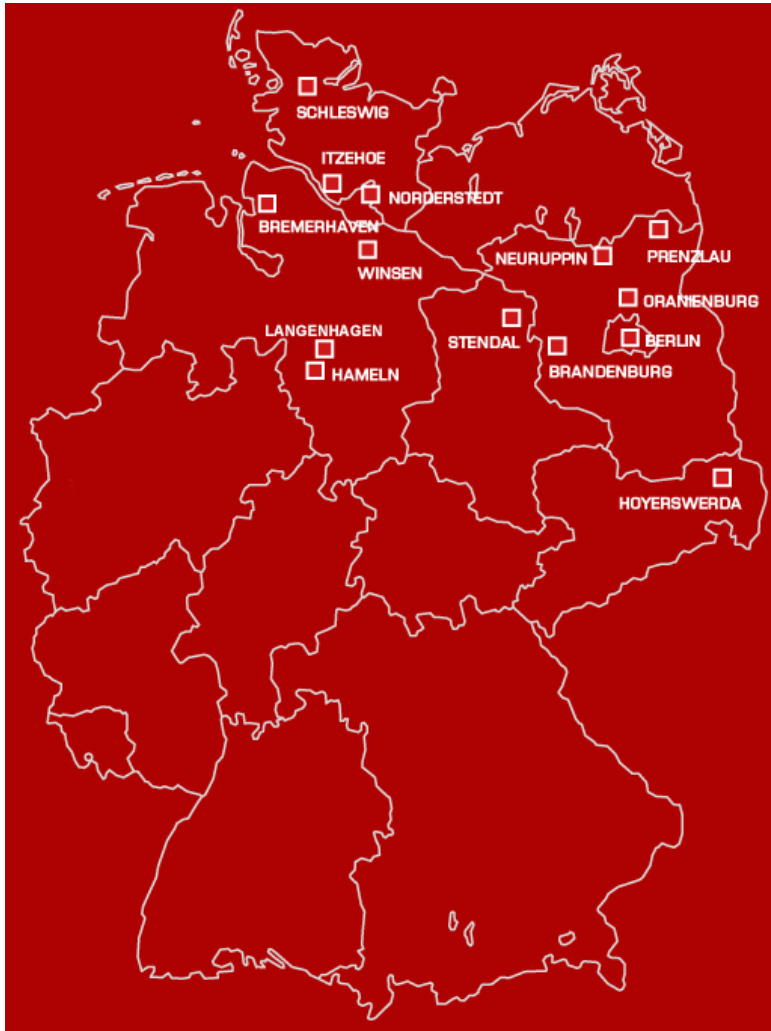 SCHLESWIG
ITZEHOE
NORDERSTEDT
BREMERHAVEN
WINSEN
NEURUPPIN
PRENZLAU
ORANIENBURG
LANGENHAGEN
STENDAL
BERLIN
HAMELN
BRANDENBURG
HOYERSWERDA